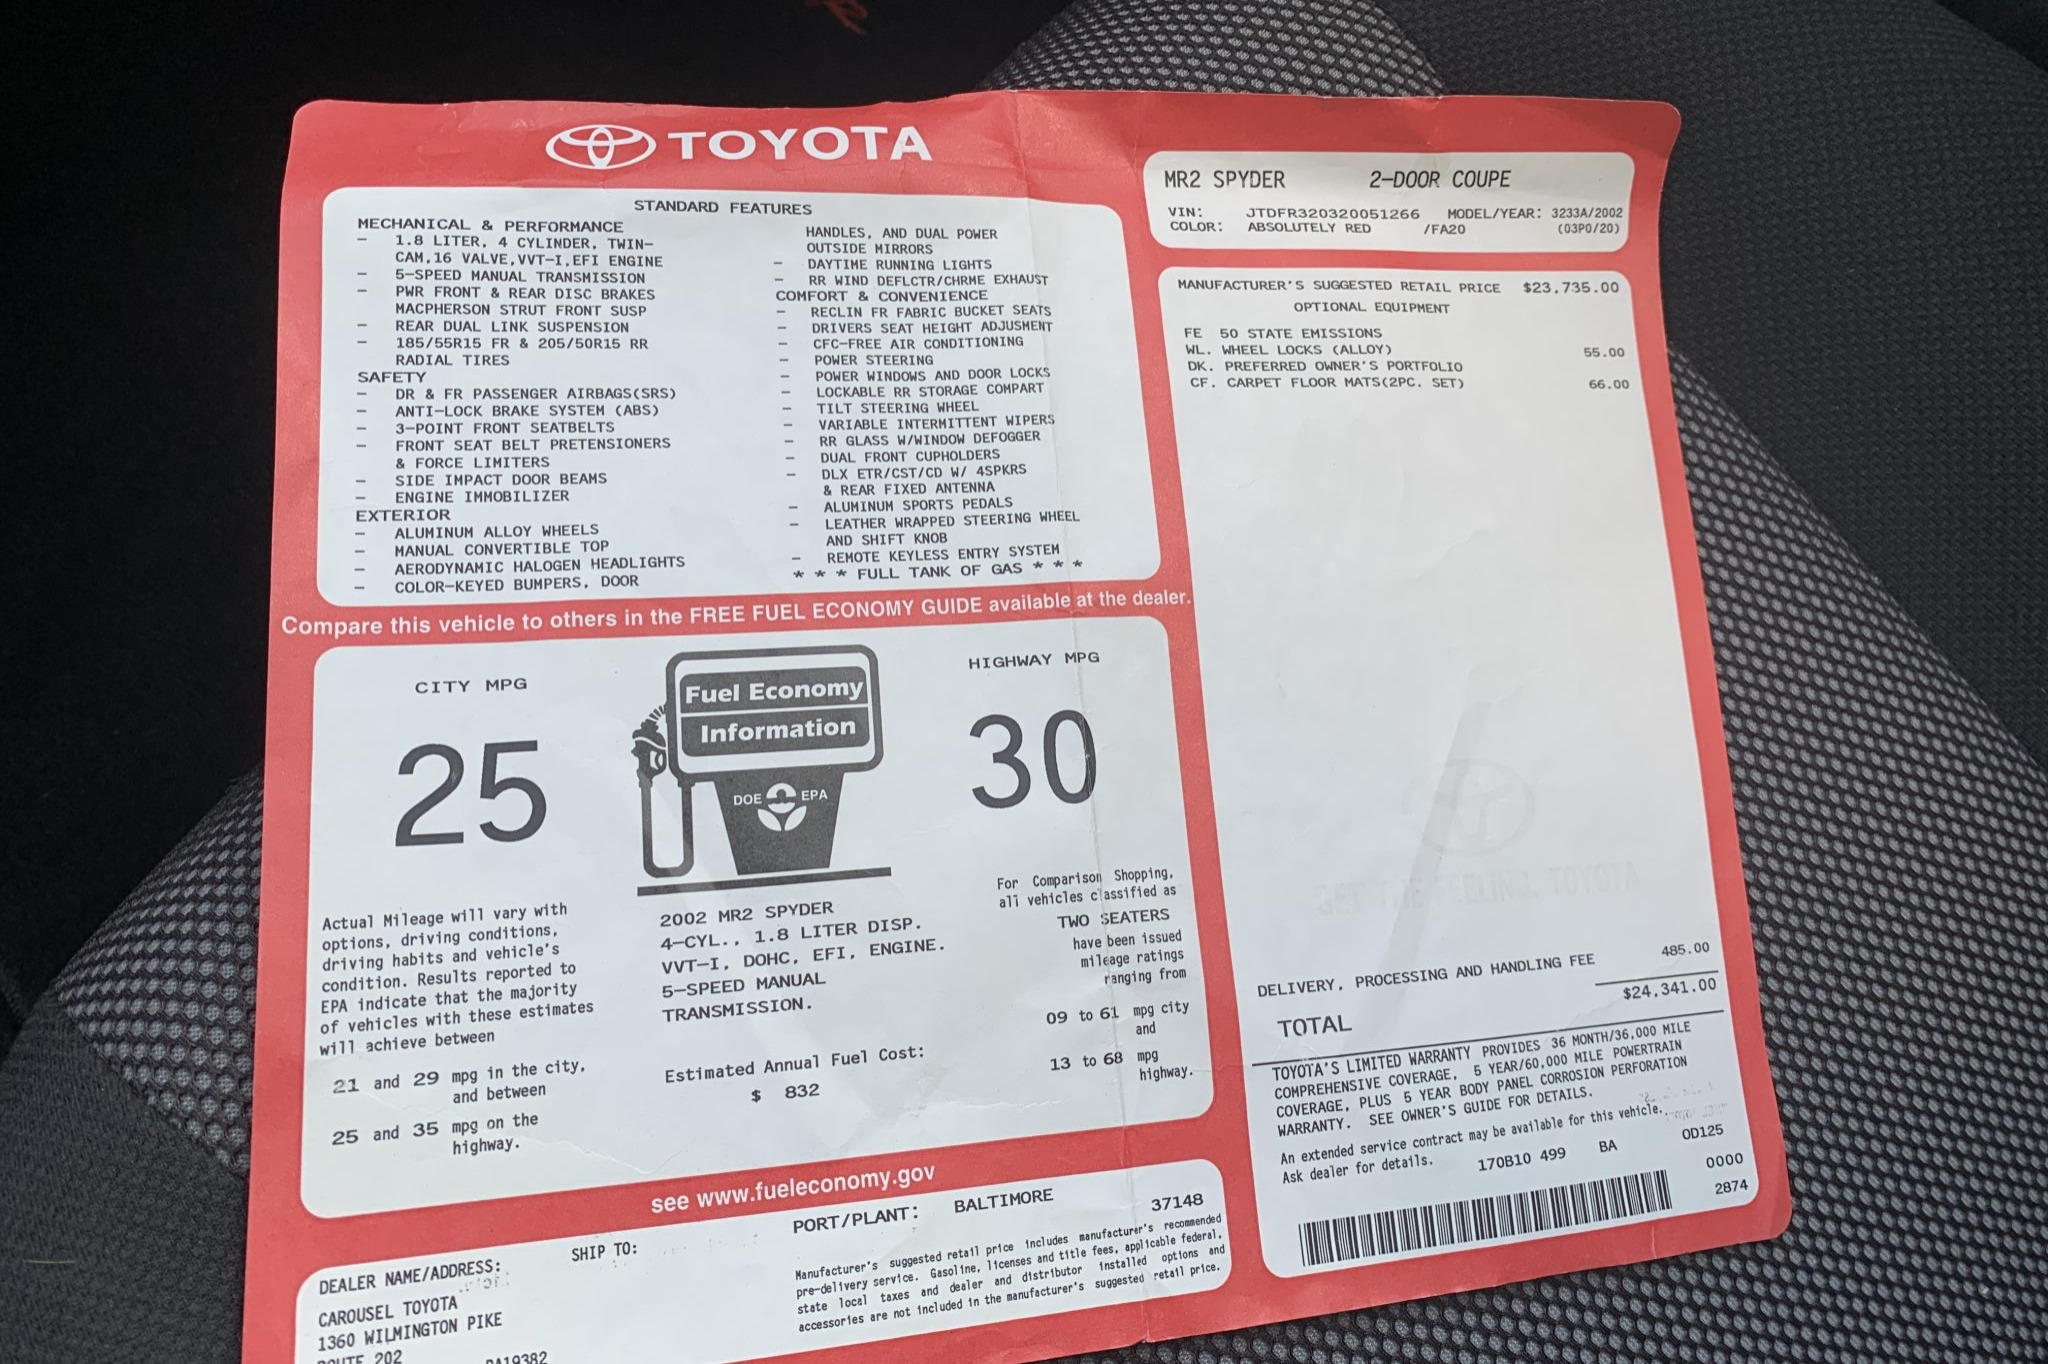 TOYOTA
STANDARD FEATURES
MECHANICAL & PERFORMANCE
- 1.8 LITER, 4 CYLINDER, TWIN-
CAM,16 VALVE,VVT-I,EFI ENGINE
- 5-SPEED MANUAL TRANSMISSION
- PWR FRONT & REAR DISC BRAKES
MACPHERSON STRUT FRONT SUSP
- REAR DUAL LINK SUSPENSION
- 185/55R15 FR & 205/50R15 RR
RADIAL TIRES
SAFETY
- DR & FR PASSENGER AIRBAGS(SRS)
- ANTI-LOCK BRAKE SYSTEM (ABS)
- 3-POINT FRONT SEATBELTS
- FRONT SEAT BELT PRETENSIONERS
& FORCE LIMITERS
- SIDE IMPACT DOOR BEAMS
- ENGINE IMMOBILIZER
EXTERIOR
- ALUMINUM ALLOY WHEELS
- MANUAL CONVERTIBLE TOP
- AERODYNAMIC HALOGEN HEADLIGHTS
- COLOR-KEYED BUMPERS, DOOR
HANDLES, AND DUAL POWER
OUTSIDE MIRRORS
- DAYTIME RUNNING LIGHTS
- RR WIND DEFLCTR/CHRME EXHAUST
COMFORT & CONVENIENCE
- RECLIN FR FABRIC BUCKET SEATS
- DRIVERS SEAT HEIGHT ADJUSMENT
- CFC-FREE AIR CONDITIONING
- POWER STEERING
- POWER WINDOWS AND DOOR LOCKS
- LOCKABLE RR STORAGE COMPART
- TILT STEERING WHEEL
- VARIABLE INTERMITTENT WIPERS
- RR GLASS W/WINDOW DEFOGGER
- DUAL FRONT CUPHOLDERS
- DLX ETR/CST/CD W/ 4SPKRS
& REAR FIXED ANTENNA
- ALUMINUM SPORTS PEDALS
- LEATHER WRAPPED STEERING WHEEL
AND SHIFT KNOB
- REMOTE KEYLESS ENTRY SYSTEM
* * * FULL TANK OF GAS * * *
Compare this vehicle to others in the FREE FUEL ECONOMY GUIDE available at the dealer.
CITY MPG
25
Fuel Economy
Information
DOE EPA
HIGHWAY MPG
30
Actual Mileage will vary with
options, driving conditions,
driving habits and vehicle's
condition. Results reported to
EPA indicate that the majority
of vehicles with these estimates
will achieve between
21 and 29 mpg in the city,
and between
25 and 35 mpg on the
highway.
2002 MR2 SPYDER
4-CYL., 1.8 LITER DISP.
VVT-I, DOHC, EFI, ENGINE.
5-SPEED MANUAL
TRANSMISSION.
Estimated Annual Fuel Cost:
$ 832
For Comparison Shopping,
all vehicles classified as
TWO SEATERS
have been issued
mileage ratings
ranging from
09 to 61 mpg city
and
13 to 68 mpg
highway.
see www.fueleconomy.gov
DEALER NAME/ADDRESS:
CAROUSEL TOYOTA
1360 WILMINGTON PIKE
ROUTE 202
PA19382
SHIP TO:
PORT/PLANT: BALTIMORE
37148
Manufacturer's suggested retail price includes manufacturer's recommended
pre-delivery service. Gasoline, licenses and title fees, applicable federal,
state local taxes and dealer and distributor installed options and
accessories are not included in the manufacturer's suggested retail price.
MR2 SPYDER 2-DOOR COUPE
VIN: JTDFR320320051266 MODEL/YEAR: 3233A/2002
COLOR: ABSOLUTELY RED /FA20 (03P0/20)
MANUFACTURER'S SUGGESTED RETAIL PRICE $23,735.00
OPTIONAL EQUIPMENT
FE 50 STATE EMISSIONS
WL. WHEEL LOCKS (ALLOY) 55.00
DK. PREFERRED OWNER'S PORTFOLIO
CF. CARPET FLOOR MATS(2PC. SET) 66.00
DELIVERY, PROCESSING AND HANDLING FEE 485.00
TOTAL $24,341.00
TOYOTA'S LIMITED WARRANTY PROVIDES 36 MONTH/36,000 MILE
COMPREHENSIVE COVERAGE, 5 YEAR/60,000 MILE POWERTRAIN
COVERAGE, PLUS 5 YEAR BODY PANEL CORROSION PERFORATION
WARRANTY. SEE OWNER'S GUIDE FOR DETAILS.
An extended service contract may be available for this vehicle.
Ask dealer for details. 170B10 499 BA 0D125
0000
2874